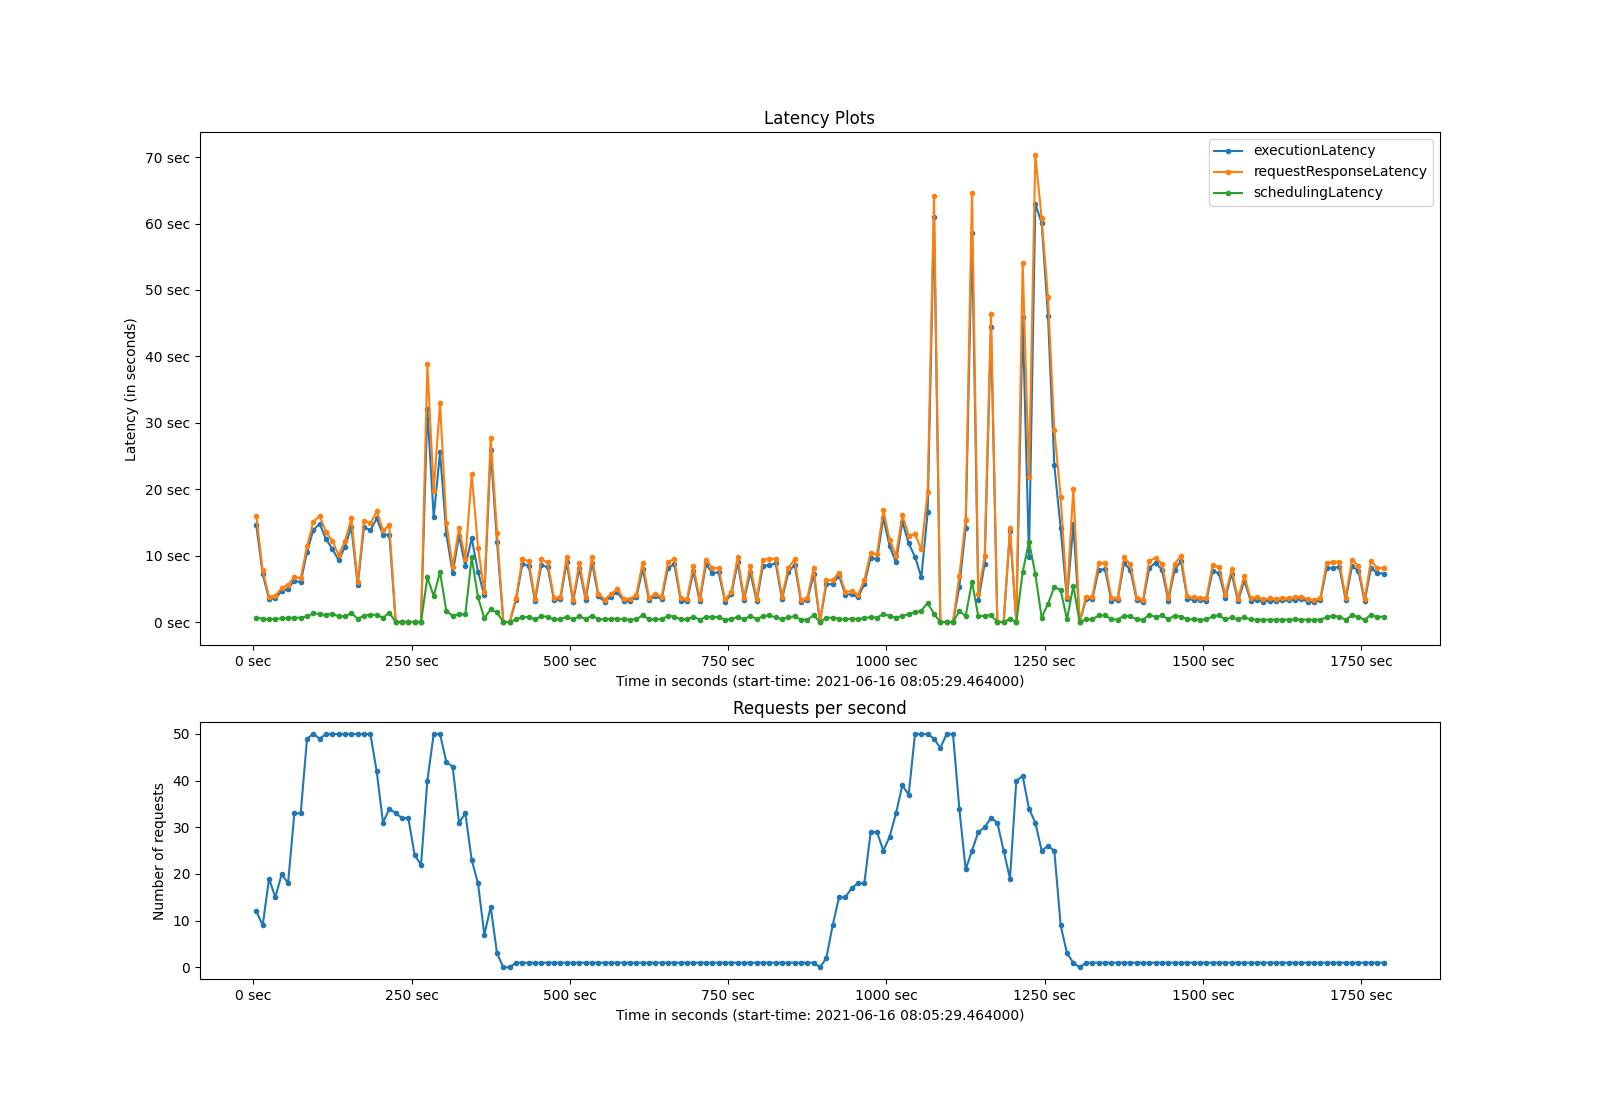 Latency Plots
70 sec
60 sec
50 sec
40 sec
30 sec
20 sec
10 sec
0 sec
Latency (in seconds)
executionLatency
requestResponseLatency
schedulingLatency
0 sec 250 sec 500 sec 750 sec 1000 sec 1250 sec 1500 sec 1750 sec
Time in seconds (start-time: 2021-06-16 08:05:29.464000)
Requests per second
50
40
30
20
10
0
Number of requests
0 sec 250 sec 500 sec 750 sec 1000 sec 1250 sec 1500 sec 1750 sec
Time in seconds (start-time: 2021-06-16 08:05:29.464000)